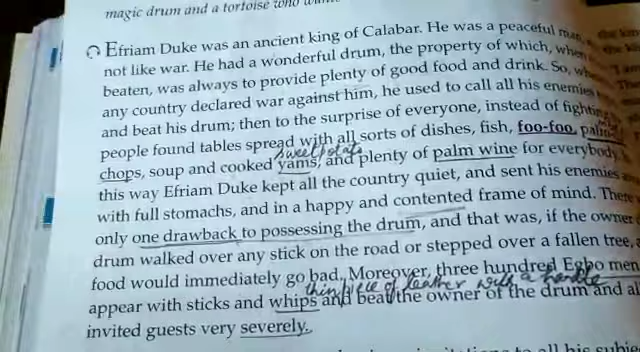 magic drum and a tortoise who
Efriam Duke was an ancient king of Calabar. He was a peaceful man,
not like war. He had a wonderful drum, the property of which, when
beaten, was always to provide plenty of good food and drink. So, when
any country declared war against him, he used to call all his enemies
and beat his drum; then to the surprise of everyone, instead of fighting
people found tables spread with all sorts of dishes, fish, foo-foo, palm-
sweet potato
chops, soup and cooked yams, and plenty of palm wine for everybody.
this way Efriam Duke kept all the country quiet, and sent his enemies
with full stomachs, and in a happy and contented frame of mind. There
only one drawback to possessing the drum, and that was, if the owner
drum walked over any stick on the road or stepped over a fallen tree,
food would immediately go bad. Moreover, three hundred Egbo men
thin piece of leather with a handle
appear with sticks and whips and beat the owner of the drum and al
invited guests very severely.
to all his subje